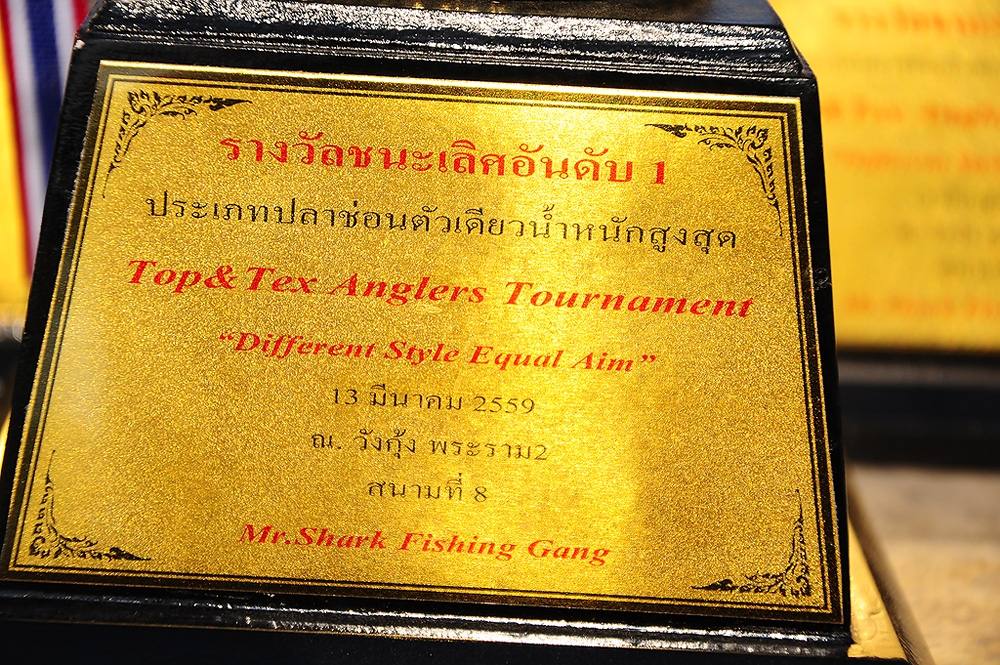 รางวัลชนะเลิศอันดับ 1
ประเภทปลาช่อนตัวเดียวน้ำหนักสูงสุด
Top&Tex Anglers Tournament
“Different Style Equal Aim”
13 มีนาคม 2559
ณ. วังกุ้ง พระราม2
สนามที่ 8
Mr.Shark Fishing Gang